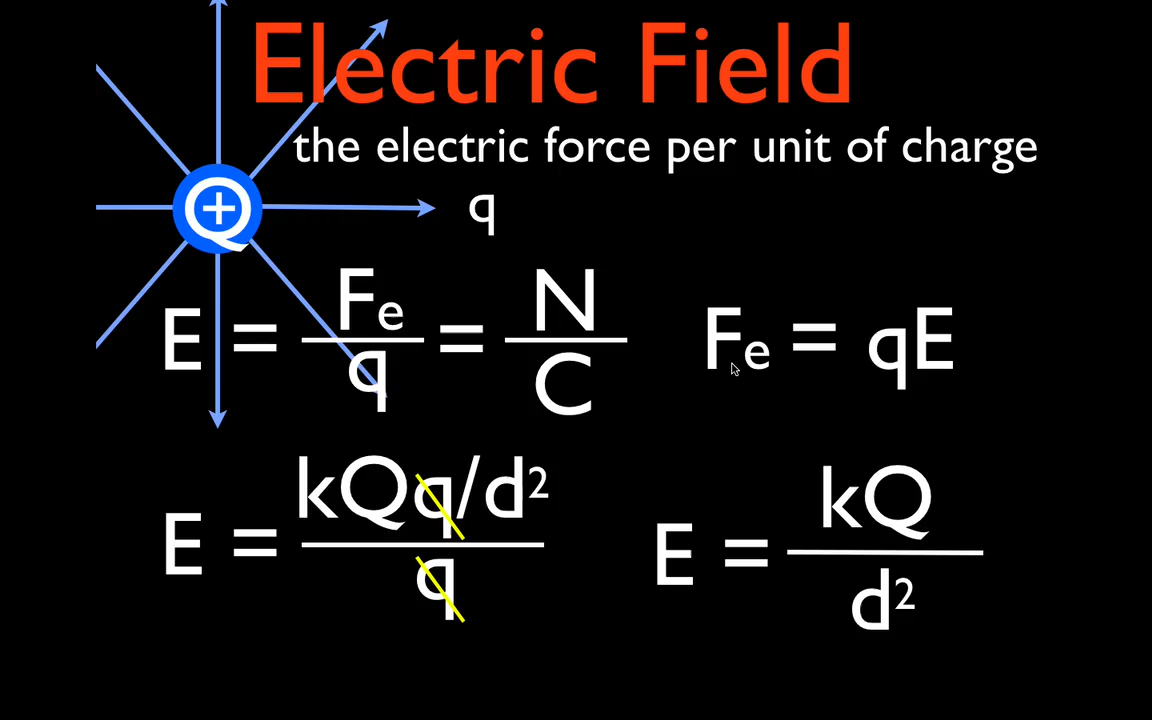 Electric Field
the electric force per unit of charge
Q
+
q
E = Fe/q = N/C
Fe = qE
E = kQq/d² / q
E = kQ/d²